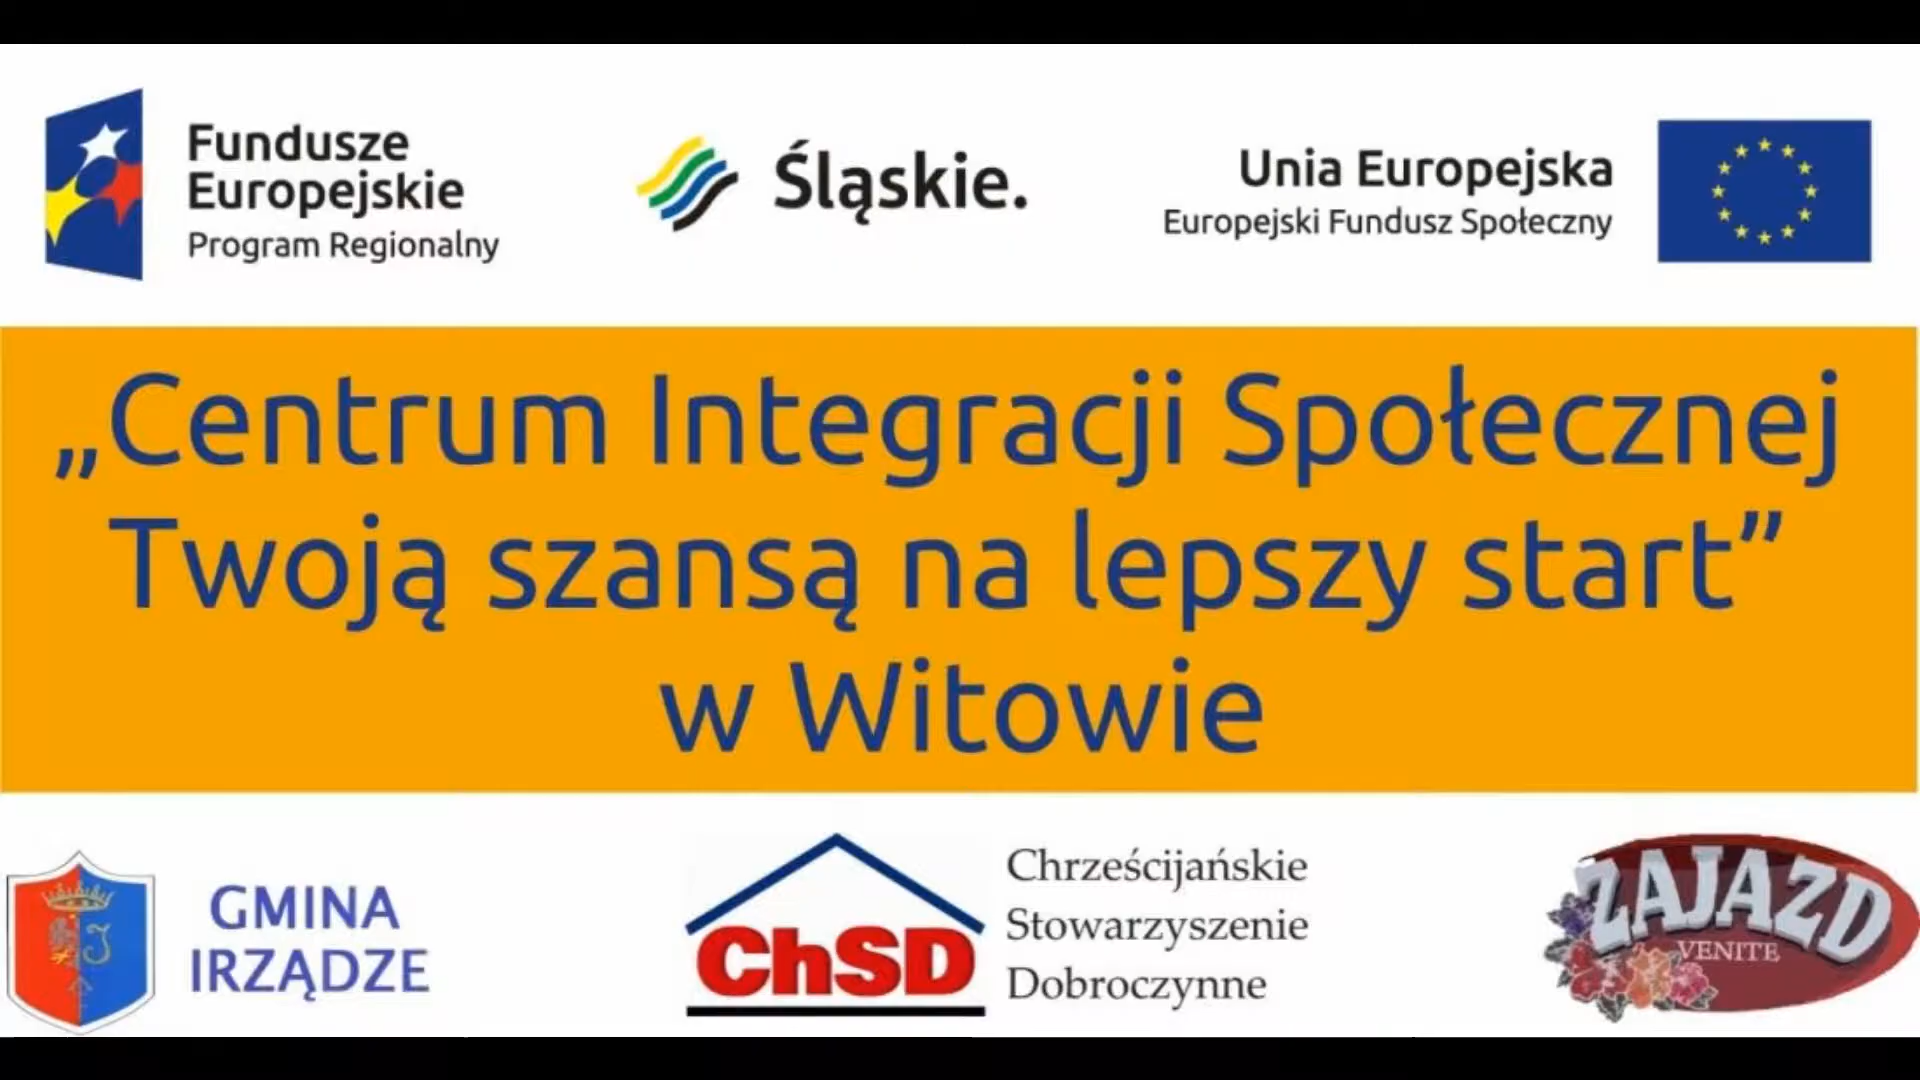 Fundusze
Europejskie
Program Regionalny
Śląskie.
Unia Europejska
Europejski Fundusz Społeczny
„Centrum Integracji Społecznej
Twoją szansą na lepszy start”
w Witowie
GMINA
IRZĄDZE
ChSD
Chrześcijańskie
Stowarzyszenie
Dobroczynne
ZAJAZD
VENITE